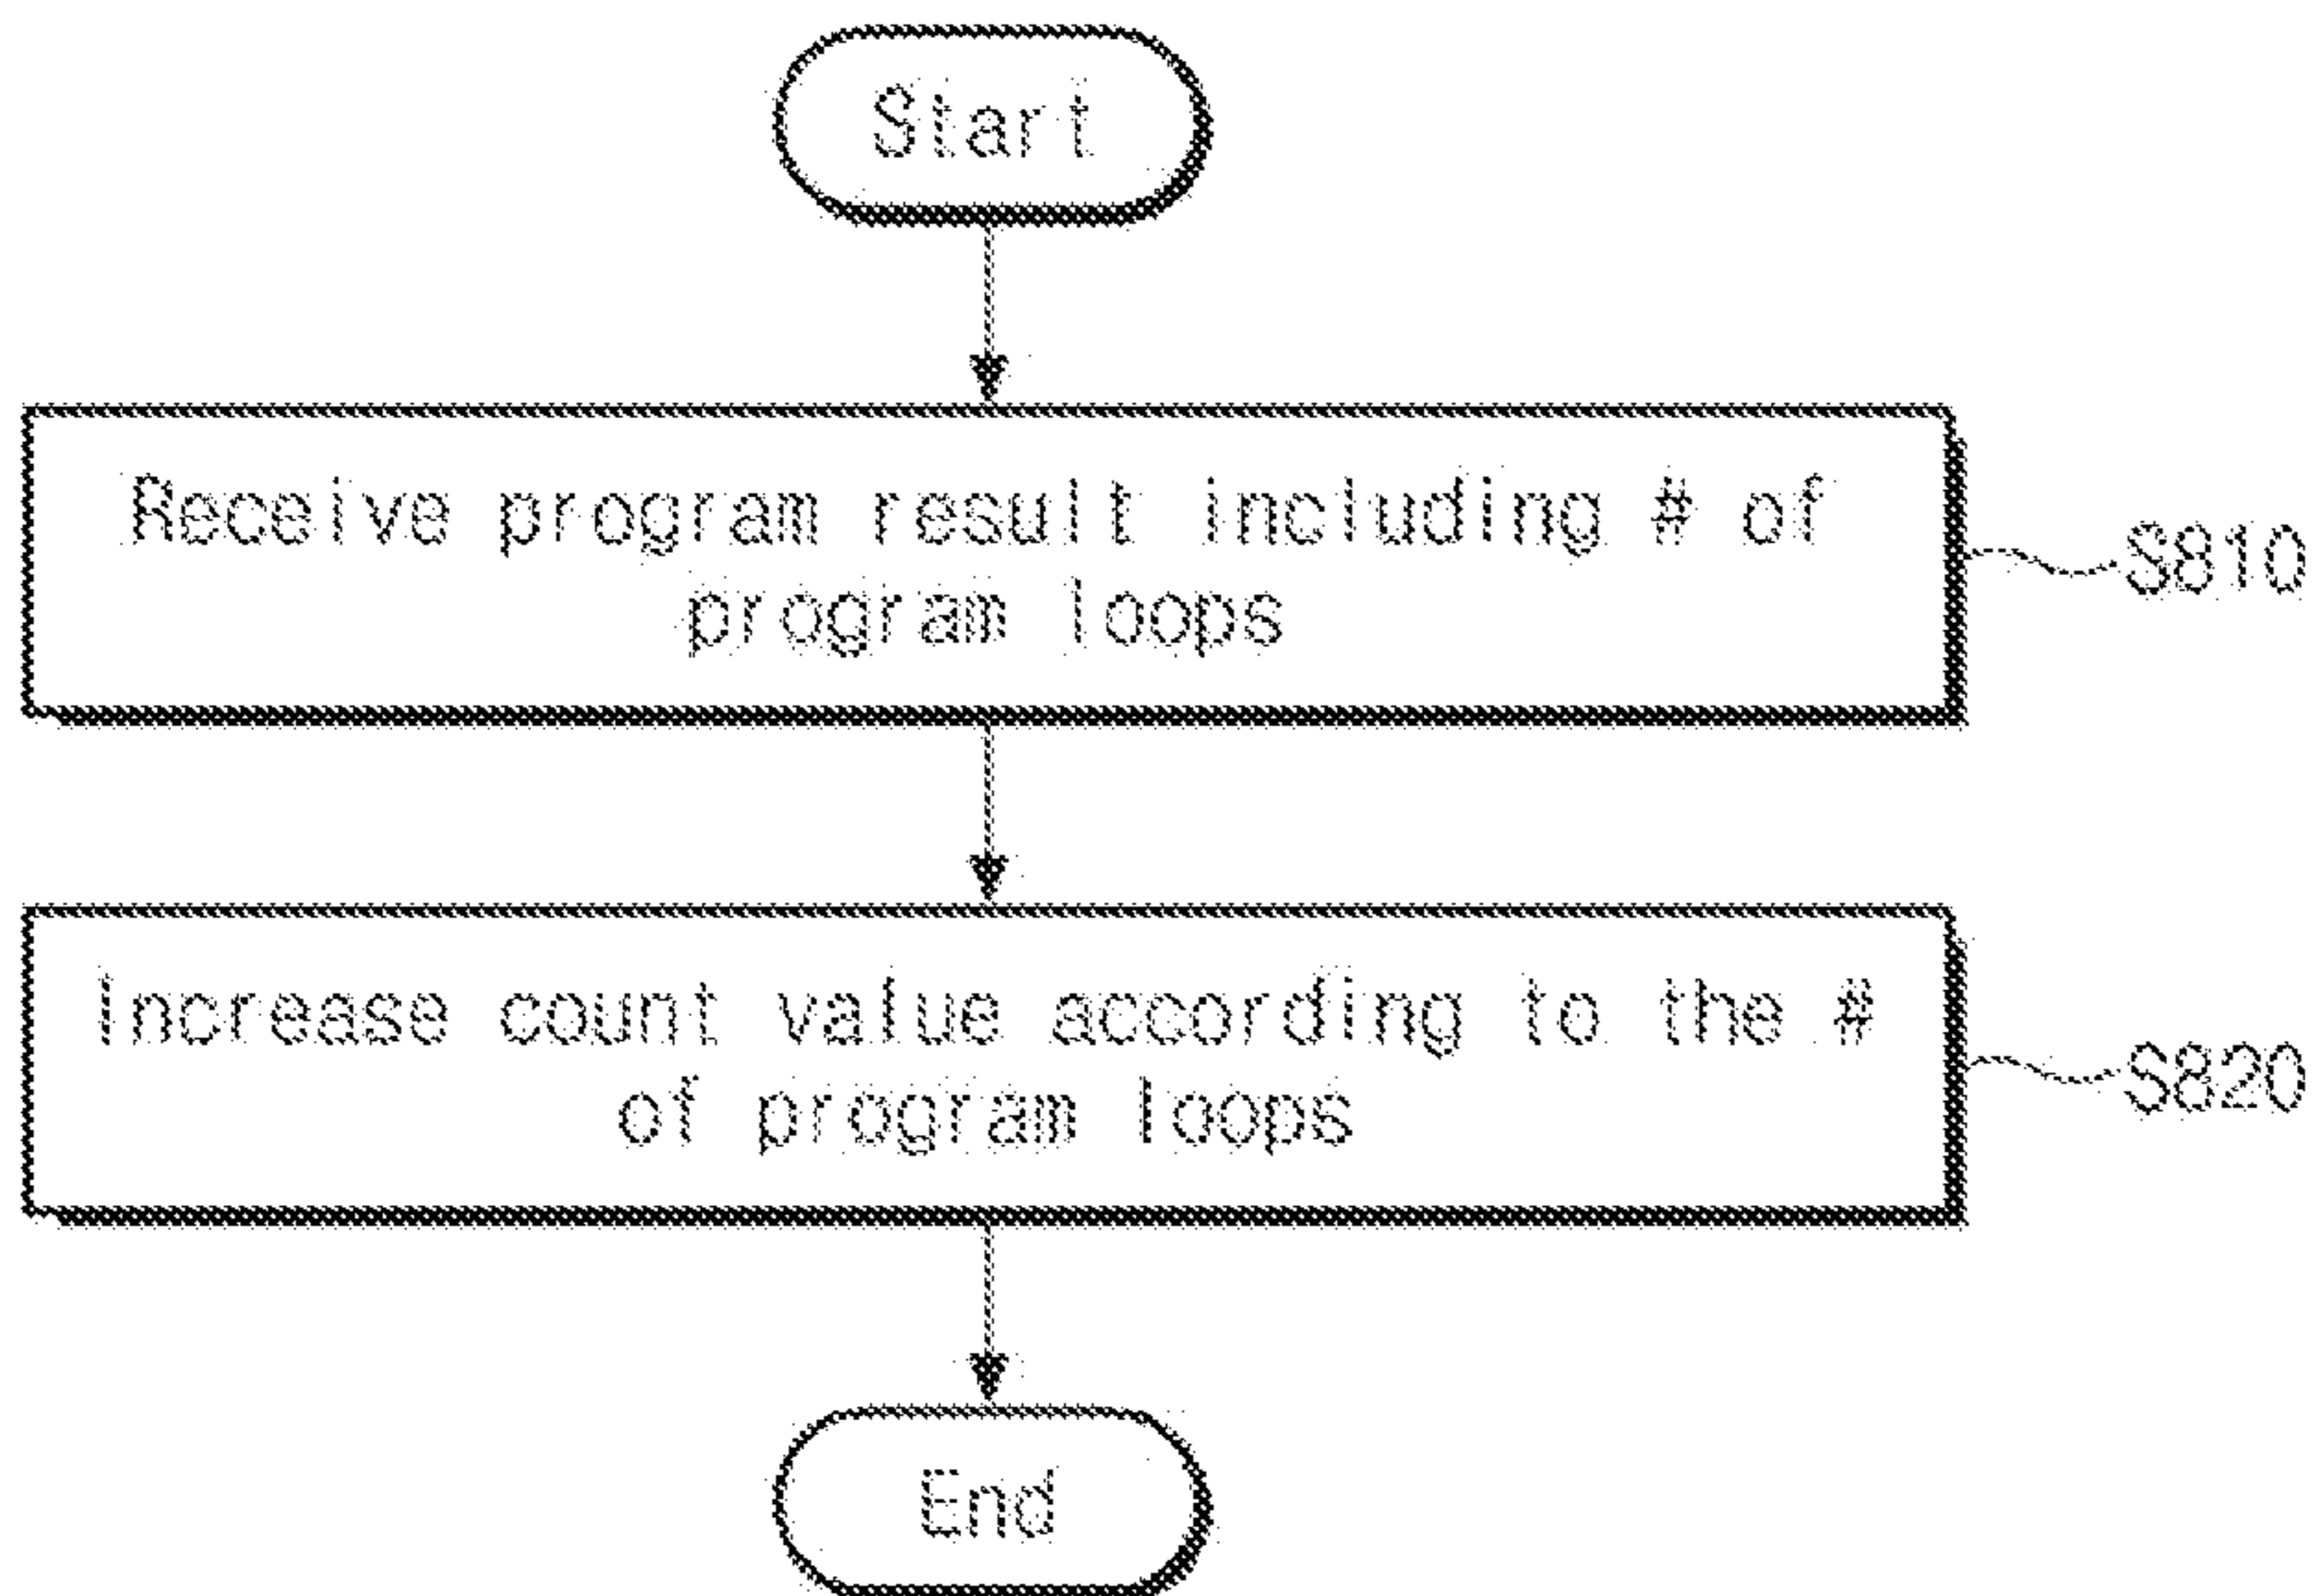 Start
Receive program result including # of
program loops
S810
Increase count value according to the #
of program loops
S820
End